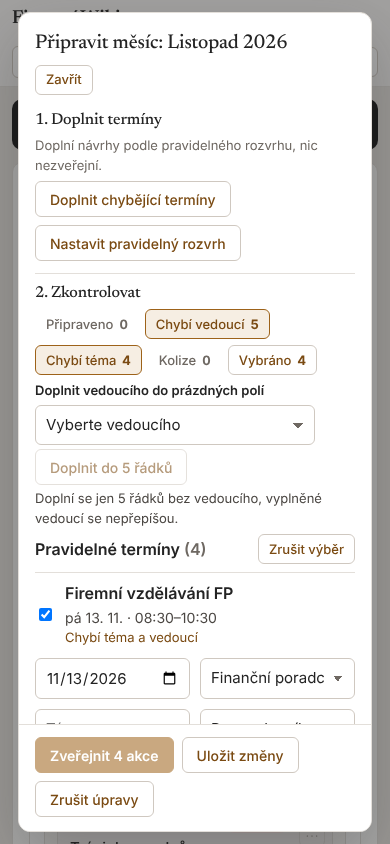 Připravit měsíc: Listopad 2026
Zavřít
1. Doplnit termíny
Doplní návrhy podle pravidelného rozvrhu, nic
nezveřejní.
Doplnit chybějící termíny
Nastavit pravidelný rozvrh
2. Zkontrolovat
Připraveno 0 Chybí vedoucí 5
Chybí téma 4 Kolize 0 Vybráno 4
Doplnit vedoucího do prázdných polí
Vyberte vedoucího
Doplnit do 5 řádků
Doplní se jen 5 řádků bez vedoucího, vyplněné
vedoucí se nepřepíšou.
Pravidelné termíny (4) Zrušit výběr
Firemní vzdělávání FP
pá 13. 11. · 08:30–10:30
Chybí téma a vedoucí
11/13/2026 Finanční poradc
Zveřejnit 4 akce Uložit změny
Zrušit úpravy